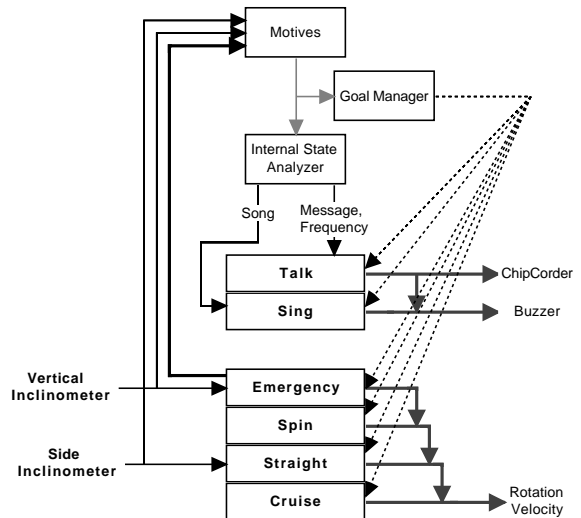 Motives
Goal Manager
Internal State
Analyzer
Song
Message,
Frequency
Talk
ChipCorder
Sing
Buzzer
Vertical
Inclinometer
Emergency
Spin
Side
Inclinometer
Straight
Cruise
Rotation
Velocity